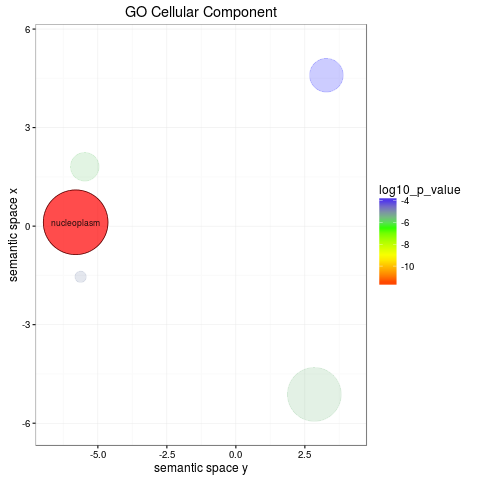 GO Cellular Component
6
3
0
-3
-6
semantic space x
nucleoplasm
-5.0
-2.5
0.0
2.5
semantic space y
log10_p_value
-4
-6
-8
-10